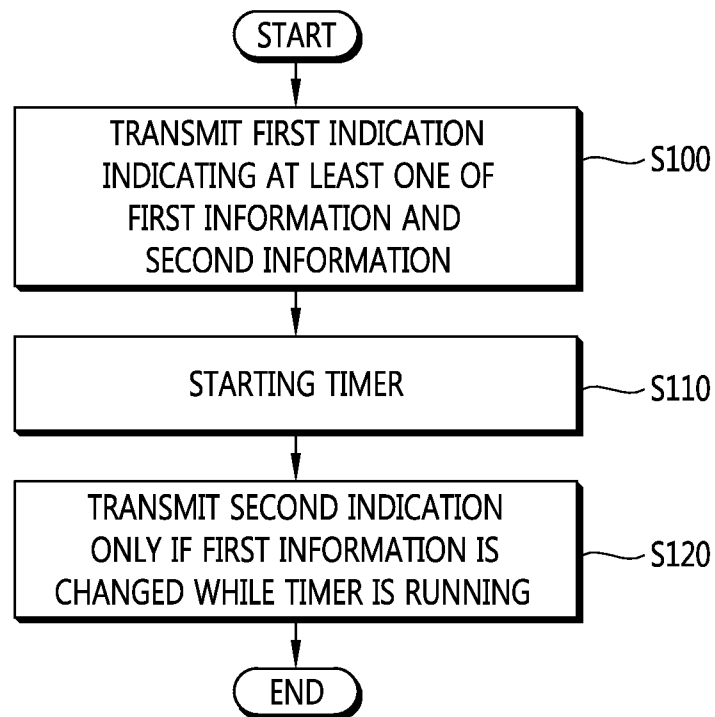 START
TRANSMIT FIRST INDICATION
INDICATING AT LEAST ONE OF
FIRST INFORMATION AND
SECOND INFORMATION
S100
STARTING TIMER
S110
TRANSMIT SECOND INDICATION
ONLY IF FIRST INFORMATION IS
CHANGED WHILE TIMER IS RUNNING
S120
END